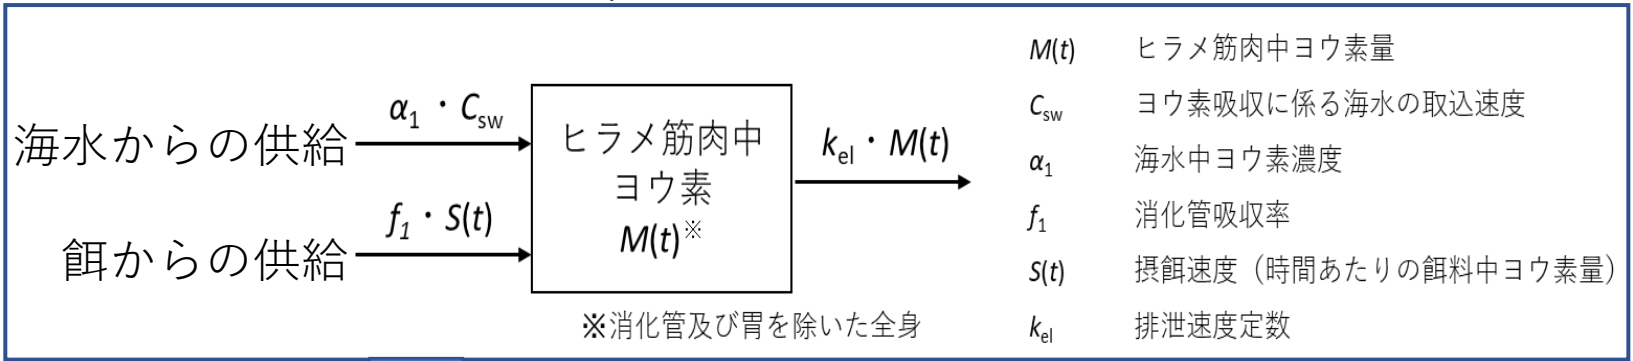 海水からの供給
α1・Csw
餌からの供給
f1・S(t)
ヒラメ筋肉中
ヨウ素
M(t)※
kel・M(t)
※消化管及び胃を除いた全身
M(t) ヒラメ筋肉中ヨウ素量
Csw ヨウ素吸収に係る海水の取込速度
α1 海水中ヨウ素濃度
f1 消化管吸収率
S(t) 摂餌速度（時間あたりの餌料中ヨウ素量）
kel 排泄速度定数